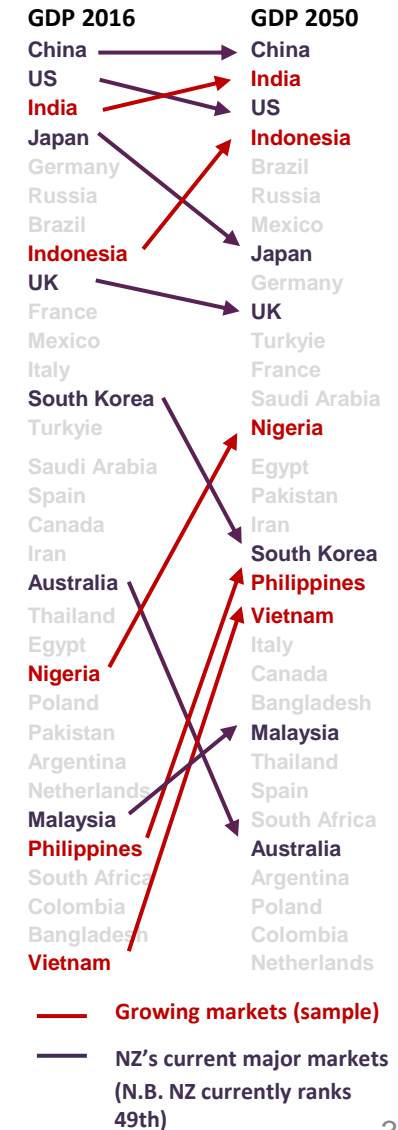 GDP 2016
China
US
India
Japan
Germany
Russia
Brazil
Indonesia
UK
France
Mexico
Italy
South Korea
Turkyie
Saudi Arabia
Spain
Canada
Iran
Australia
Thailand
Egypt
Nigeria
Poland
Pakistan
Argentina
Netherlands
Malaysia
Philippines
South Africa
Colombia
Bangladesh
Vietnam
GDP 2050
China
India
US
Indonesia
Brazil
Russia
Mexico
Japan
Germany
UK
Turkyie
France
Saudi Arabia
Nigeria
Egypt
Pakistan
Iran
South Korea
Philippines
Vietnam
Italy
Canada
Bangladesh
Malaysia
Thailand
Spain
South Africa
Australia
Argentina
Poland
Colombia
Netherlands
Growing markets (sample)
NZ's current major markets
(N.B. NZ currently ranks
49th)